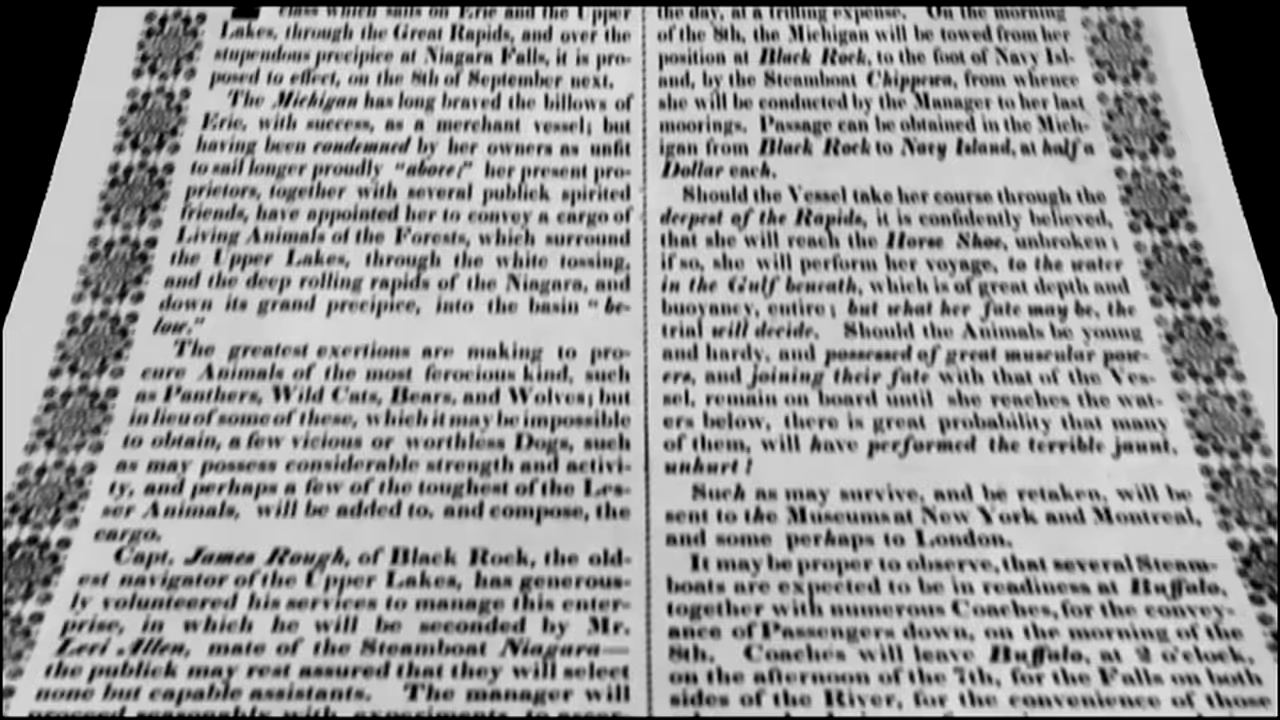 class which sails on Erie and the Upper
Lakes, through the Great Rapids, and over the
stupendous precipice at Niagara Falls, it is pro-
posed to effect, on the 8th of September next.
The Michigan has long braved the billows of
Erie, with success, as a merchant vessel; but
having been condemned by her owners as unfit
to sail longer proudly "above;" her present pro-
prietors, together with several publick spirited
friends, have appointed her to convey a cargo of
Living Animals of the Forests, which surround
the Upper Lakes, through the white tossing,
and the deep rolling rapids of the Niagara, and
down its grand precipice, into the basin "be-
low."
The greatest exertions are making to pro-
cure Animals of the most ferocious kind, such
as Panthers, Wild Cats, Bears, and Wolves; but
in lieu of some of these, which it may be impossible
to obtain, a few vicious or worthless Dogs, such
as may possess considerable strength and activi-
ty, and perhaps a few of the toughest of the Les-
ser Animals, will be added to, and compose, the
cargo.
Capt. James Rough, of Black Rock, the old-
est navigator of the Upper Lakes, has generous-
ly volunteered his services to manage this enter-
prise, in which he will be seconded by Mr.
Levi Allen, mate of the Steamboat Niagara—
the publick may rest assured that they will select
none but capable assistants. The manager will
proceed seasonably with experiments, to ascer-
the day, at a trifling expense. On the morning
of the 8th, the Michigan will be towed from her
position at Black Rock, to the foot of Navy Isl-
and, by the Steamboat Chippewa, from whence
she will be conducted by the Manager to her last
moorings. Passage can be obtained in the Mich-
igan from Black Rock to Navy Island, at half a
Dollar each.
Should the Vessel take her course through the
deepest of the Rapids, it is confidently believed,
that she will reach the Horse Shoe, unbroken;
if so, she will perform her voyage, to the water
in the Gulf beneath, which is of great depth and
buoyancy, entire; but what her fate may be, the
trial will decide. Should the Animals be young
and hardy, and possessed of great muscular pow-
ers, and joining their fate with that of the Ves-
sel, remain on board until she reaches the wat-
ers below, there is great probability that many
of them, will have performed the terrible jaunt,
unhurt!
Such as may survive, and be retaken, will be
sent to the Museums at New York and Montreal,
and some perhaps to London.
It may be proper to observe, that several Steam-
boats are expected to be in readiness at Buffalo,
together with numerous Coaches, for the convey-
ance of Passengers down, on the morning of the
8th. Coaches will leave Buffalo, at 2 o'clock,
on the afternoon of the 7th, for the Falls on both
sides of the River, for the convenience of those